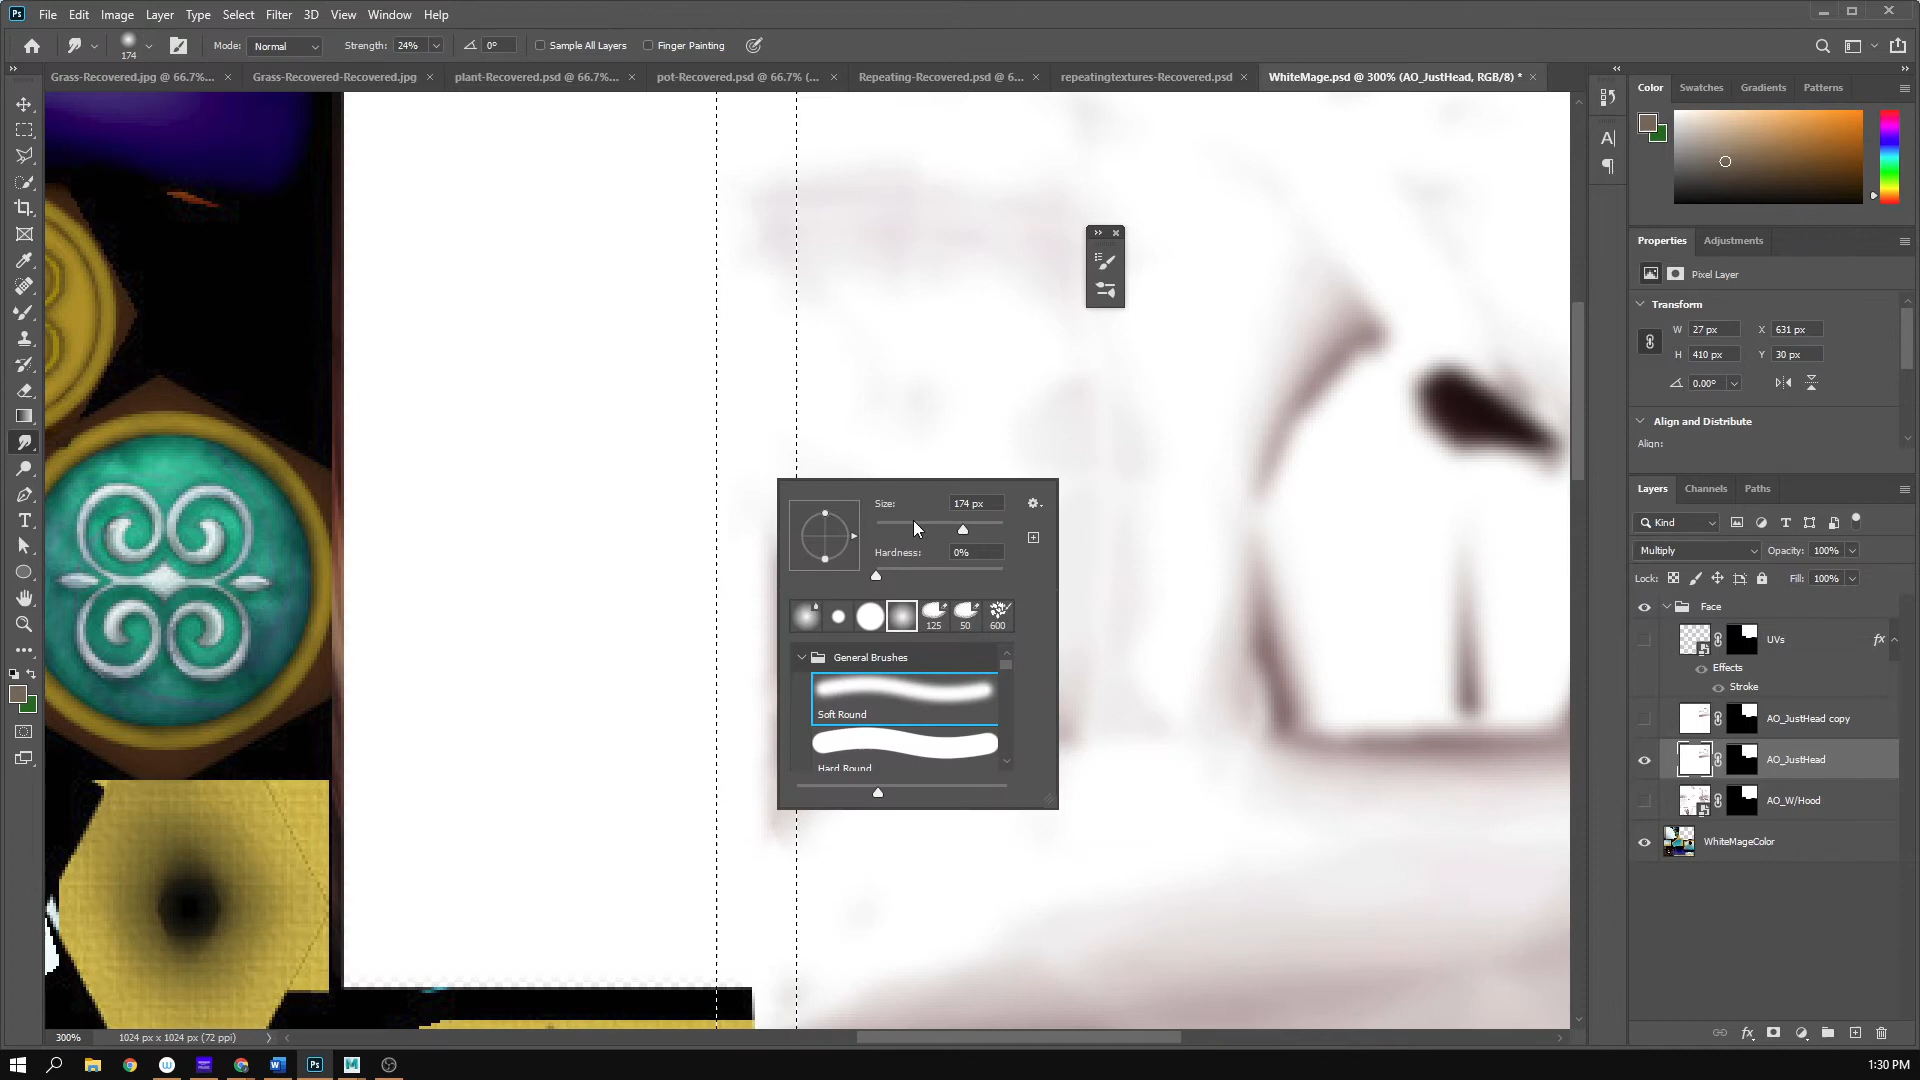 Ps File Edit Image Layer Type Select Filter 3D View Window Help
174 Mode: Normal Strength: 24% 0° Sample All Layers Finger Painting
Grass-Recovered.jpg @ 66.7%... × Grass-Recovered-Recovered.jpg × plant-Recovered.psd @ 66.7%... × pot-Recovered.psd @ 66.7% (... × Repeating-Recovered.psd @ 6... × repeatingtextures-Recovered.psd × WhiteMage.psd @ 300% (AO_JustHead, RGB/8) * ×
Color Swatches Gradients Patterns
Properties Adjustments
Pixel Layer
Transform
W 27 px X 631 px
H 410 px Y 30 px
0.00°
Align and Distribute
Align:
Size: 174 px
Hardness: 0%
125 50 600
General Brushes
Soft Round
Hard Round
Layers Channels Paths
Kind
Multiply Opacity: 100%
Lock: Fill: 100%
Face
UVs fx
Effects
Stroke
AO_JustHead copy
AO_JustHead
AO_W/Hood
WhiteMageColor
300% 1024 px x 1024 px (72 ppi)
1:30 PM